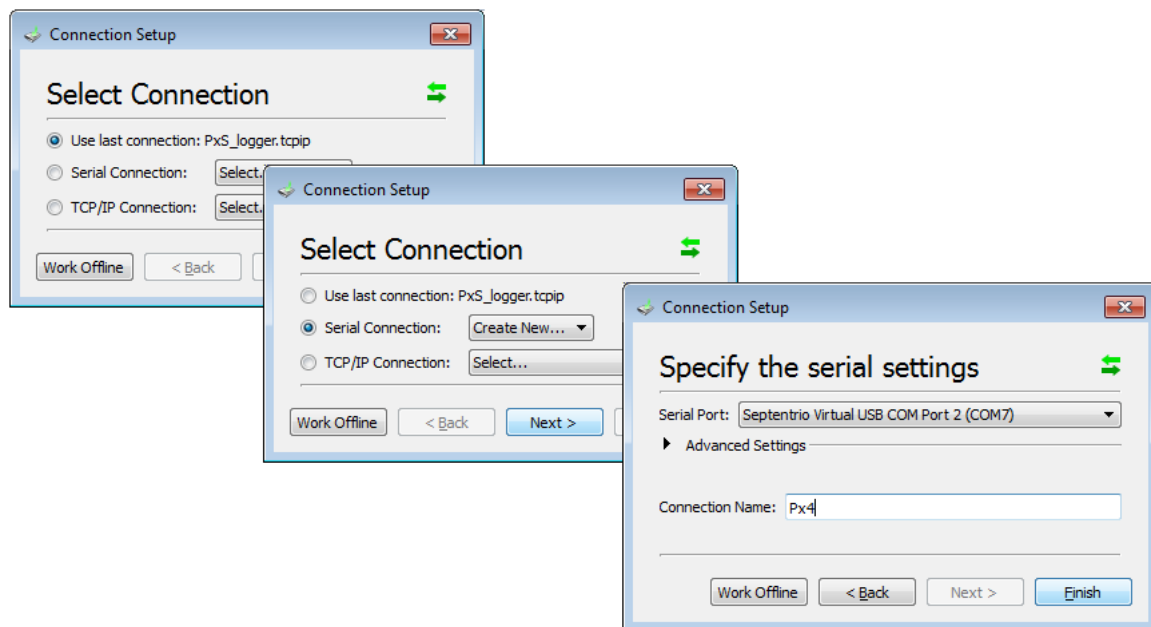 Connection Setup
Select Connection
Use last connection: PxS_logger.tcpip
Serial Connection: Select.
TCP/IP Connection: Select.
Work Offline < Back
Connection Setup
Select Connection
Use last connection: PxS_logger.tcpip
Serial Connection: Create New...
TCP/IP Connection: Select...
Work Offline < Back Next >
Connection Setup
Specify the serial settings
Serial Port: Septentrio Virtual USB COM Port 2 (COM7)
Advanced Settings
Connection Name: Px4
Work Offline < Back Next > Finish